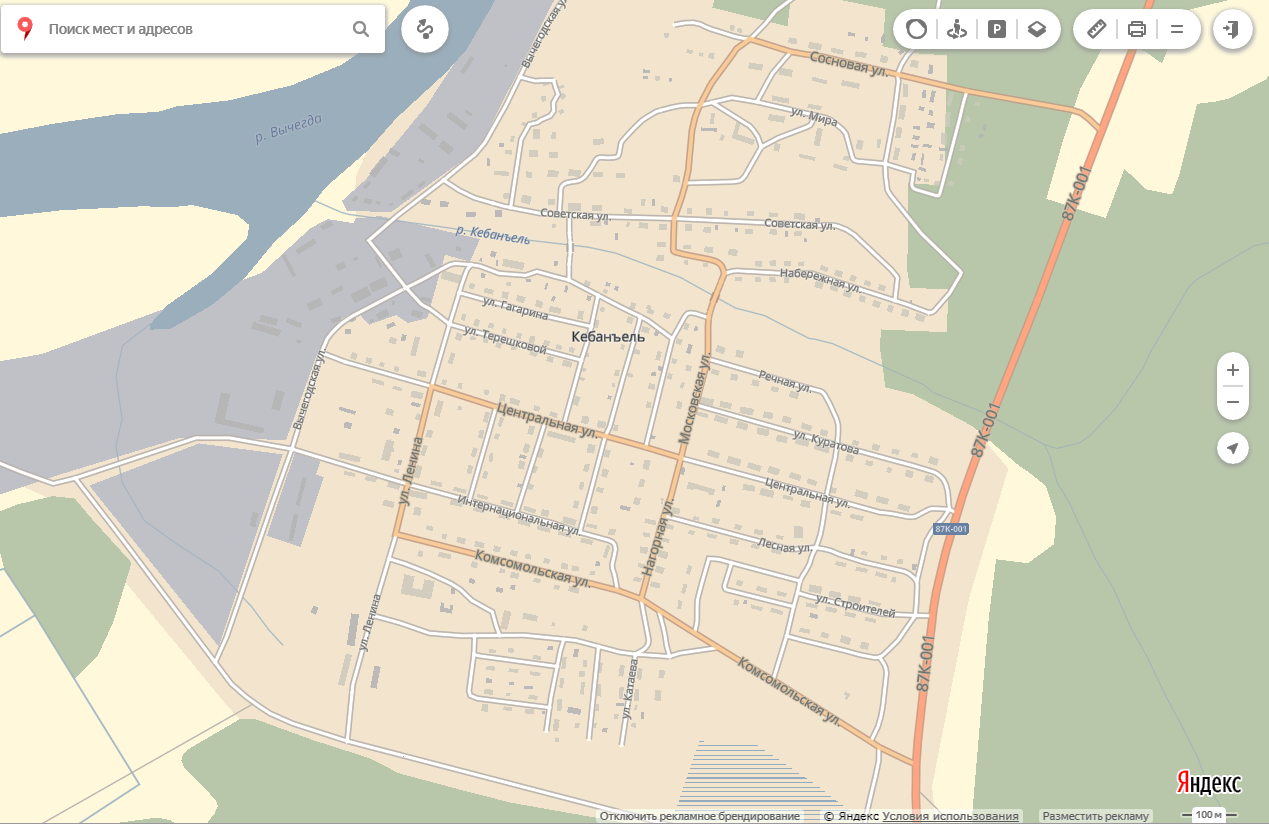 Поиск мест и адресов
P
Вычегодская ул.
Сосновая ул.
р. Вычегда
ул. Мира
87К-001
Советская ул.
Советская ул.
р. Кебанъель
Набережная ул.
ул. Гагарина
Кебанъель
ул. Терешковой
Вычегодская ул.
Московская ул.
Речная ул.
Центральная ул.
87К-001
ул. Куратова
ул. Ленина
Центральная ул.
Интернациональная ул.
87К-001
Нагорная ул.
Лесная ул.
Комсомольская ул.
ул. Строителей
ул. Ленина
87К-001
ул. Катаева
Комсомольская ул.
Яндекс
Отключить рекламное брендирование
© Яндекс Условия использования
Разместить рекламу
100 м